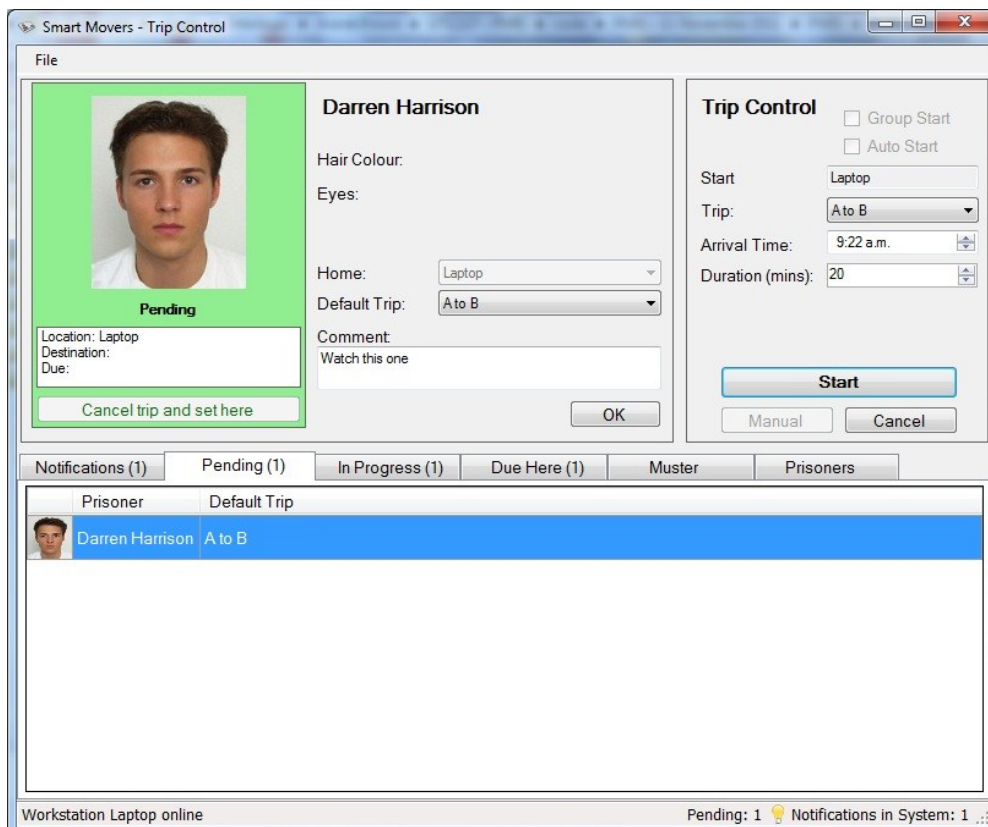 Smart Movers - Trip Control
File
Pending
Location: Laptop
Destination:
Due:
Cancel trip and set here
Darren Harrison
Hair Colour:
Eyes:
Home: Laptop
Default Trip: A to B
Comment:
Watch this one
OK
Trip Control
Group Start
Auto Start
Start Laptop
Trip: A to B
Arrival Time: 9:22 a.m.
Duration (mins): 20
Start
Manual Cancel
Notifications (1) Pending (1) In Progress (1) Due Here (1) Muster Prisoners
Prisoner Default Trip
Darren Harrison A to B
Workstation Laptop online Pending: 1 Notifications in System: 1